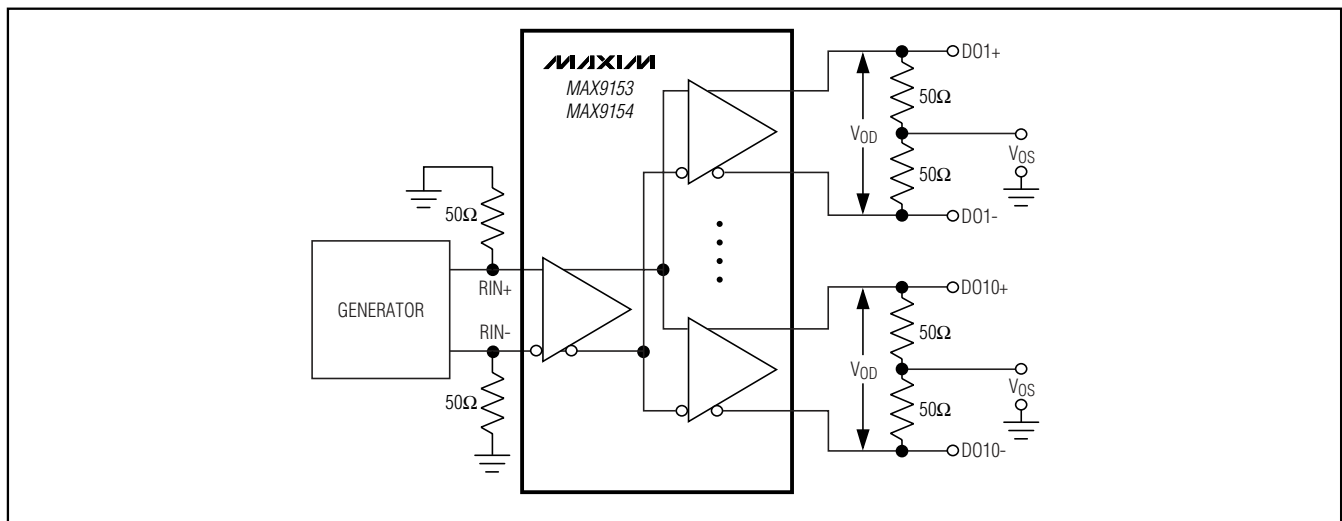 MAXIM
MAX9153
MAX9154
DO1+
50Ω
VOD
VOS
50Ω
DO1-
50Ω
RIN+
GENERATOR
RIN-
50Ω
DO10+
50Ω
VOD
VOS
50Ω
DO10-